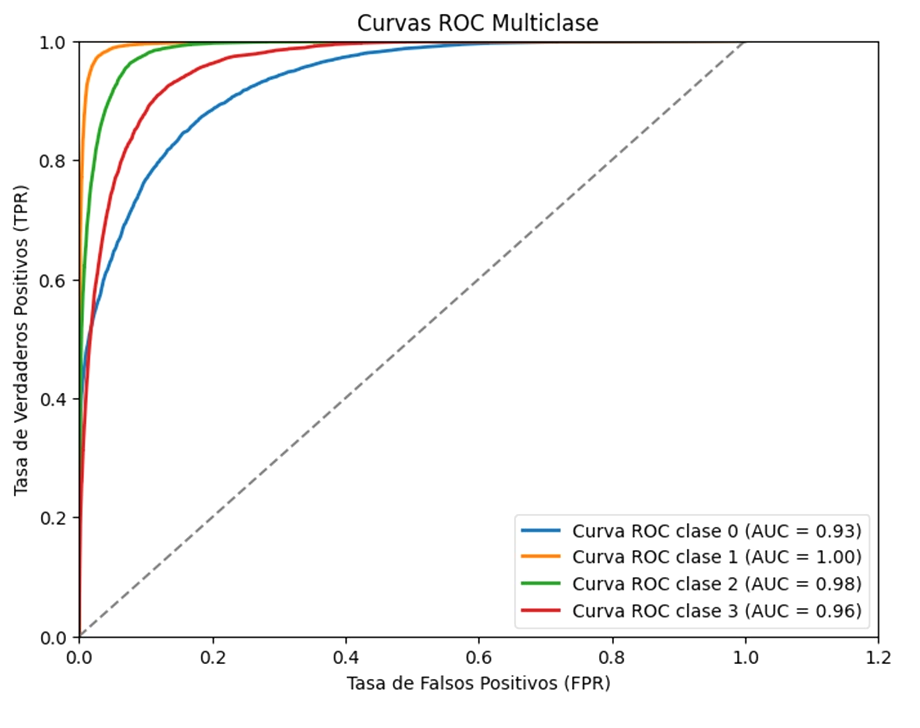 Curvas ROC Multiclase
1.0
0.8
0.6
0.4
0.2
0.0
Tasa de Verdaderos Positivos (TPR)
Curva ROC clase 0 (AUC = 0.93)
Curva ROC clase 1 (AUC = 1.00)
Curva ROC clase 2 (AUC = 0.98)
Curva ROC clase 3 (AUC = 0.96)
0.0 0.2 0.4 0.6 0.8 1.0 1.2
Tasa de Falsos Positivos (FPR)